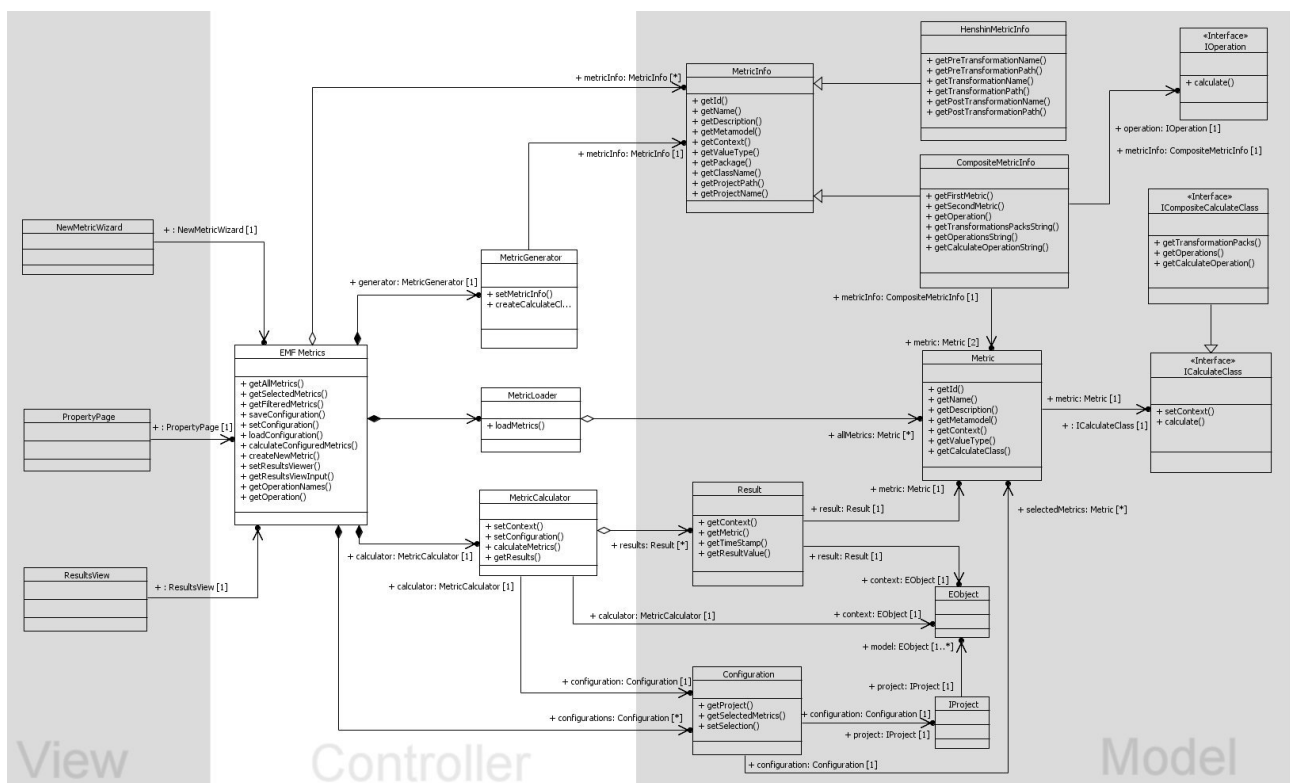 NewMetricWizard
+ : NewMetricWizard [1]
PropertyPage
+ : PropertyPage [1]
ResultsView
+ : ResultsView [1]
View
EMF Metrics
+ getAllMetrics()
+ getSelectedMetrics()
+ getFilteredMetrics()
+ saveConfiguration()
+ setConfiguration()
+ loadConfiguration()
+ calculateConfiguredMetrics()
+ createNewMetric()
+ setResultsViewer()
+ getResultsViewInput()
+ getOperationNames()
+ getOperation()
+ metricInfo: MetricInfo [*]
+ metricInfo: MetricInfo [1]
+ generator: MetricGenerator [1]
MetricGenerator
+ setMetricInfo()
+ createCalculateCl...
MetricLoader
+ loadMetrics()
MetricCalculator
+ setContext()
+ setConfiguration()
+ calculateMetrics()
+ getResults()
+ calculator: MetricCalculator [1]
+ calculator: MetricCalculator [1]
+ results: Result [*]
+ calculator: MetricCalculator [1]
+ configuration: Configuration [1]
+ configurations: Configuration [*]
Controller
MetricInfo
+ getId()
+ getName()
+ getDescription()
+ getMetamodel()
+ getContext()
+ getValueType()
+ getPackage()
+ getClassName()
+ getProjectPath()
+ getProjectName()
HenshinMetricInfo
+ getPreTransformationName()
+ getPreTransformationPath()
+ getTransformationName()
+ getTransformationPath()
+ getPostTransformationName()
+ getPostTransformationPath()
«Interface»
IOperation
+ calculate()
+ operation: IOperation [1]
+ metricInfo: CompositeMetricInfo [1]
CompositeMetricInfo
+ getFirstMetric()
+ getSecondMetric()
+ getOperation()
+ getTransformationsPacksString()
+ getOperationsString()
+ getCalculateOperationString()
«Interface»
ICompositeCalculateClass
+ getTransformationPacks()
+ getOperations()
+ getCalculateOperation()
+ metricInfo: CompositeMetricInfo [1]
+ metric: Metric [2]
Metric
+ getId()
+ getName()
+ getDescription()
+ getMetamodel()
+ getContext()
+ getValueType()
+ getCalculateClass()
+ allMetrics: Metric [*]
+ metric: Metric [1]
+ : ICalculateClass [1]
«Interface»
ICalculateClass
+ setContext()
+ calculate()
Result
+ getContext()
+ getMetric()
+ getTimeStamp()
+ getResultValue()
+ metric: Metric [1]
+ selectedMetrics: Metric [*]
+ result: Result [1]
+ result: Result [1]
+ context: EObject [1]
EObject
+ context: EObject [1]
+ model: EObject [1..*]
Configuration
+ getProject()
+ getSelectedMetrics()
+ setSelection()
+ project: IProject [1]
IProject
+ configuration: Configuration [1]
+ project: IProject [1]
+ configuration: Configuration [1]
Model